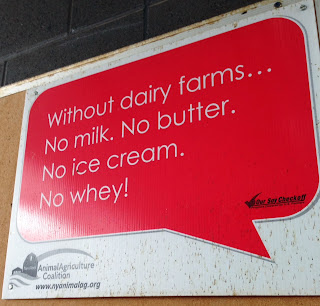 Without dairy farms...
No milk. No butter.
No ice cream.
No whey!
Animal Agriculture
Coalition
www.nyanimalag.org